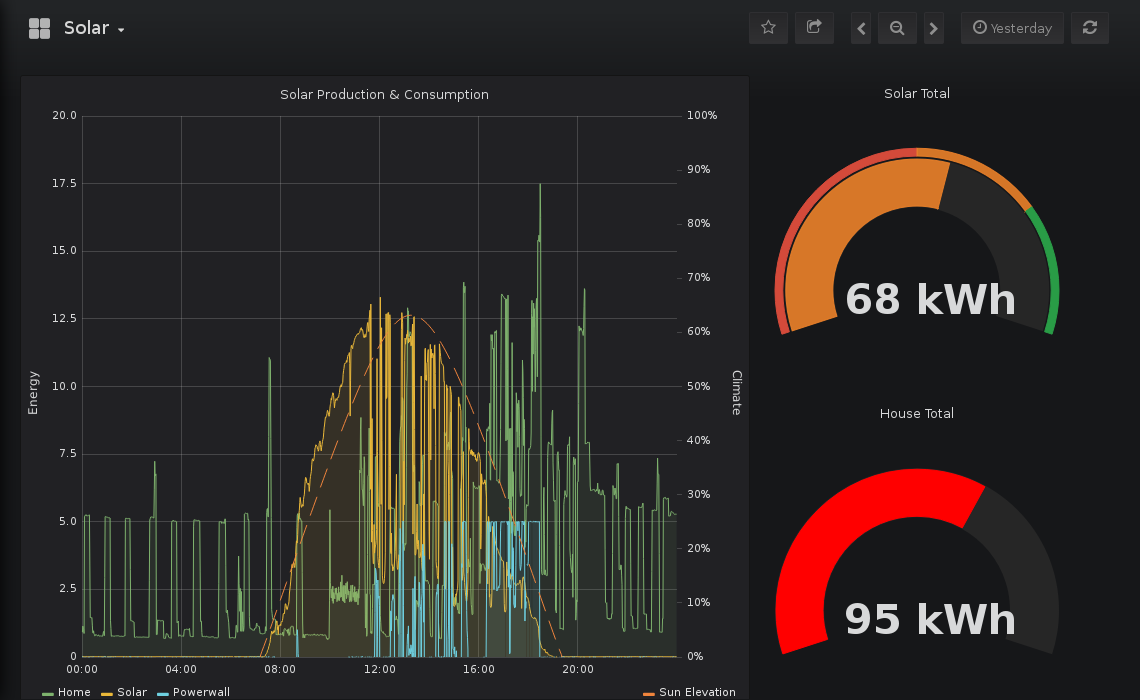 Solar
Yesterday
Solar Production & Consumption
20.0
17.5
15.0
12.5
10.0
7.5
5.0
2.5
0
Energy
100%
90%
80%
70%
60%
50%
40%
30%
20%
10%
0%
Climate
00:00 04:00 08:00 12:00 16:00 20:00
Home Solar Powerwall Sun Elevation
Solar Total
68 kWh
House Total
95 kWh